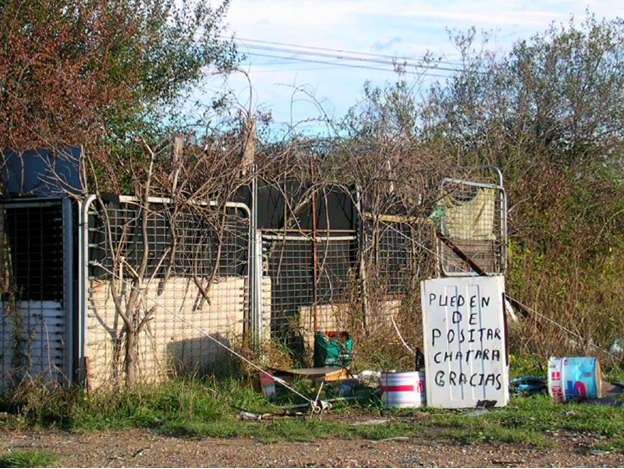 PUEDEN
DE
POSITAR
CHATARA
GRACIAS